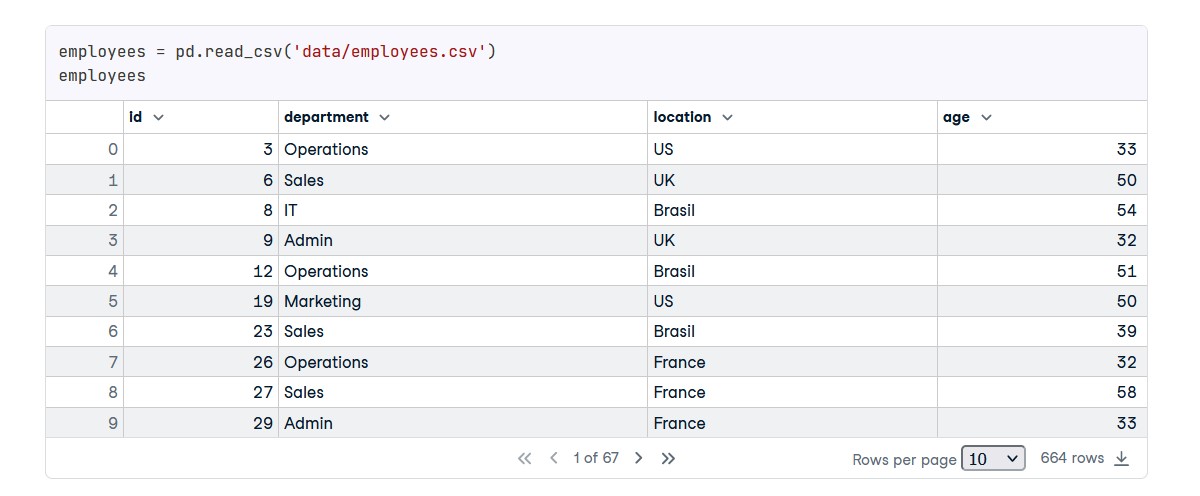 employees = pd.read_csv('data/employees.csv')
employees
id department location age
0 3 Operations US 33
1 6 Sales UK 50
2 8 IT Brasil 54
3 9 Admin UK 32
4 12 Operations Brasil 51
5 19 Marketing US 50
6 23 Sales Brasil 39
7 26 Operations France 32
8 27 Sales France 58
9 29 Admin France 33
1 of 67 Rows per page 10 664 rows